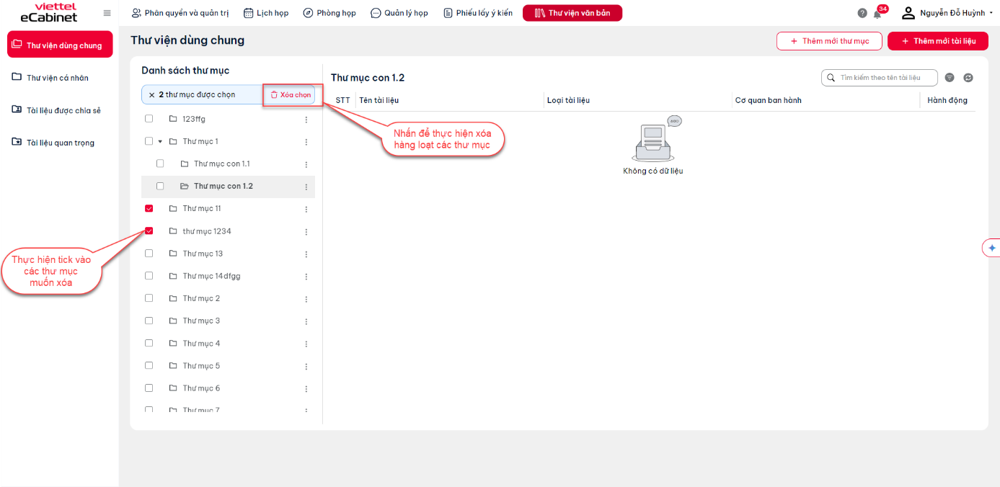 viettel
eCabinet
Phân quyền và quản trị
Lịch họp
Phòng họp
Quản lý họp
Phiếu lấy ý kiến
Thư viện văn bản
34
Nguyễn Đỗ Huỳnh
Thư viện dùng chung
Thư viện cá nhân
Tài liệu được chia sẻ
Tài liệu quan trọng
Thư viện dùng chung
+ Thêm mới thư mục
+ Thêm mới tài liệu
Danh sách thư mục
× 2 thư mục được chọn
Xóa chọn
123ffg
Thư mục 1
Thư mục con 1.1
Thư mục con 1.2
Thư mục 11
thư mục 1234
Thư mục 13
Thư mục 14dfgg
Thư mục 2
Thư mục 3
Thư mục 4
Thư mục 5
Thư mục 6
Thư mục 7
Thư mục con 1.2
Tìm kiếm theo tên tài liệu
STT
Tên tài liệu
Loại tài liệu
Cơ quan ban hành
Hành động
Không có dữ liệu
Nhấn để thực hiện xóa
hàng loạt các thư mục
Thực hiện tick vào
các thư mục
muốn xóa